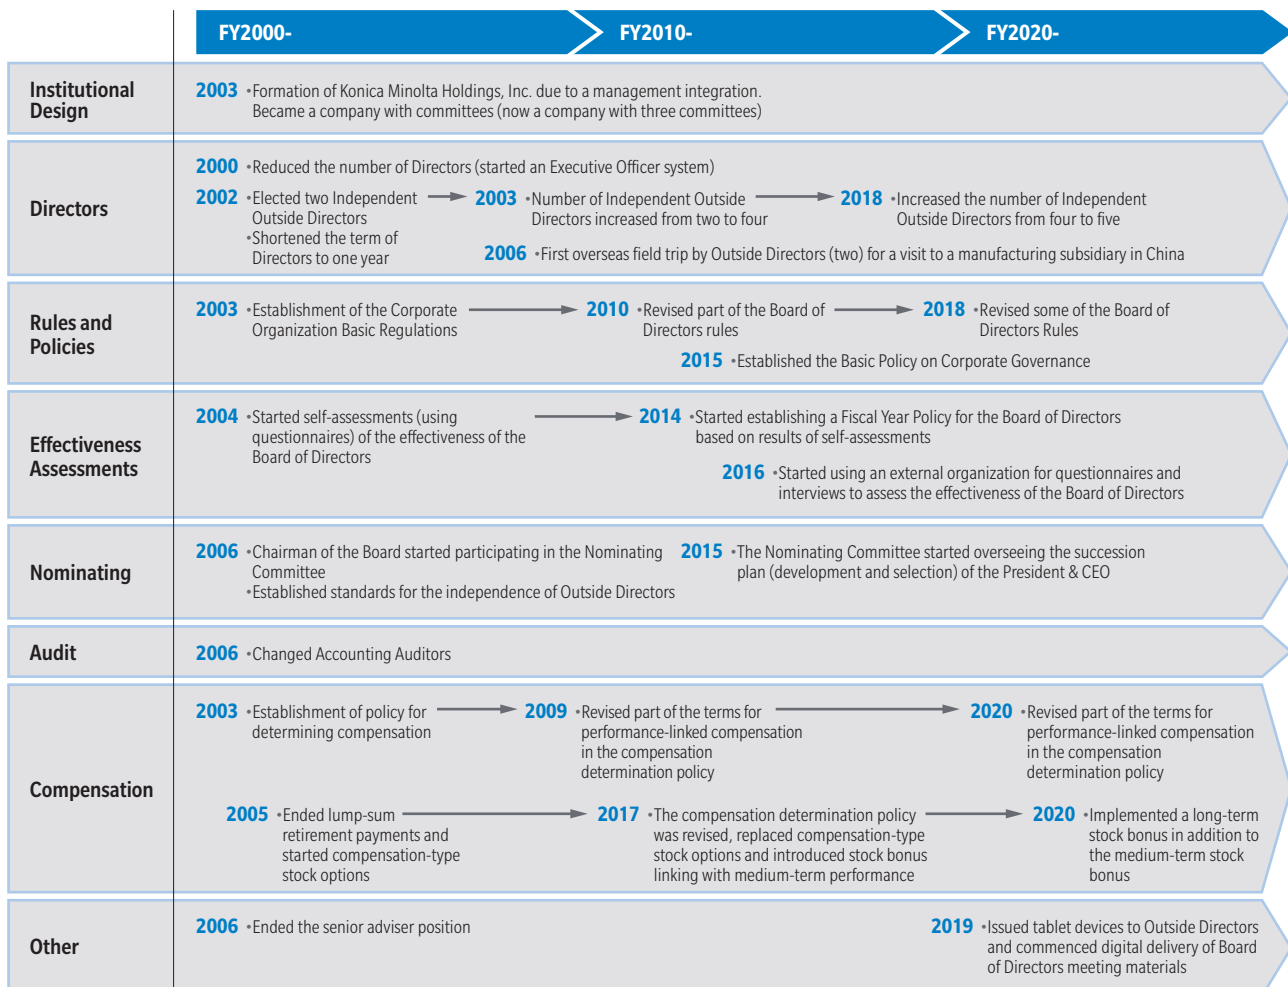 FY2000-
FY2010-
FY2020-
Institutional
Design
2003 •Formation of Konica Minolta Holdings, Inc. due to a management integration.
Became a company with committees (now a company with three committees)
Directors
2000 •Reduced the number of Directors (started an Executive Officer system)
2002 •Elected two Independent
Outside Directors
•Shortened the term of
Directors to one year
2003 •Number of Independent Outside
Directors increased from two to four
2018 •Increased the number of Independent
Outside Directors from four to five
2006 •First overseas field trip by Outside Directors (two) for a visit to a manufacturing subsidiary in China
Rules and
Policies
2003 •Establishment of the Corporate
Organization Basic Regulations
2010 •Revised part of the Board of
Directors rules
2018 •Revised some of the Board of
Directors Rules
2015 •Established the Basic Policy on Corporate Governance
Effectiveness
Assessments
2004 •Started self-assessments (using
questionnaires) of the effectiveness of the
Board of Directors
2014 •Started establishing a Fiscal Year Policy for the Board of Directors
based on results of self-assessments
2016 •Started using an external organization for questionnaires and
interviews to assess the effectiveness of the Board of Directors
Nominating
2006 •Chairman of the Board started participating in the Nominating
Committee
•Established standards for the independence of Outside Directors
2015 •The Nominating Committee started overseeing the succession
plan (development and selection) of the President & CEO
Audit
2006 •Changed Accounting Auditors
Compensation
2003 •Establishment of policy for
determining compensation
2009 •Revised part of the terms for
performance-linked compensation
in the compensation
determination policy
2020 •Revised part of the terms for
performance-linked compensation
in the compensation
determination policy
2005 •Ended lump-sum
retirement payments and
started compensation-type
stock options
2017 •The compensation determination policy
was revised, replaced compensation-type
stock options and introduced stock bonus
linking with medium-term performance
2020 •Implemented a long-term
stock bonus in addition to
the medium-term stock
bonus
Other
2006 •Ended the senior adviser position
2019 •Issued tablet devices to Outside Directors
and commenced digital delivery of Board
of Directors meeting materials